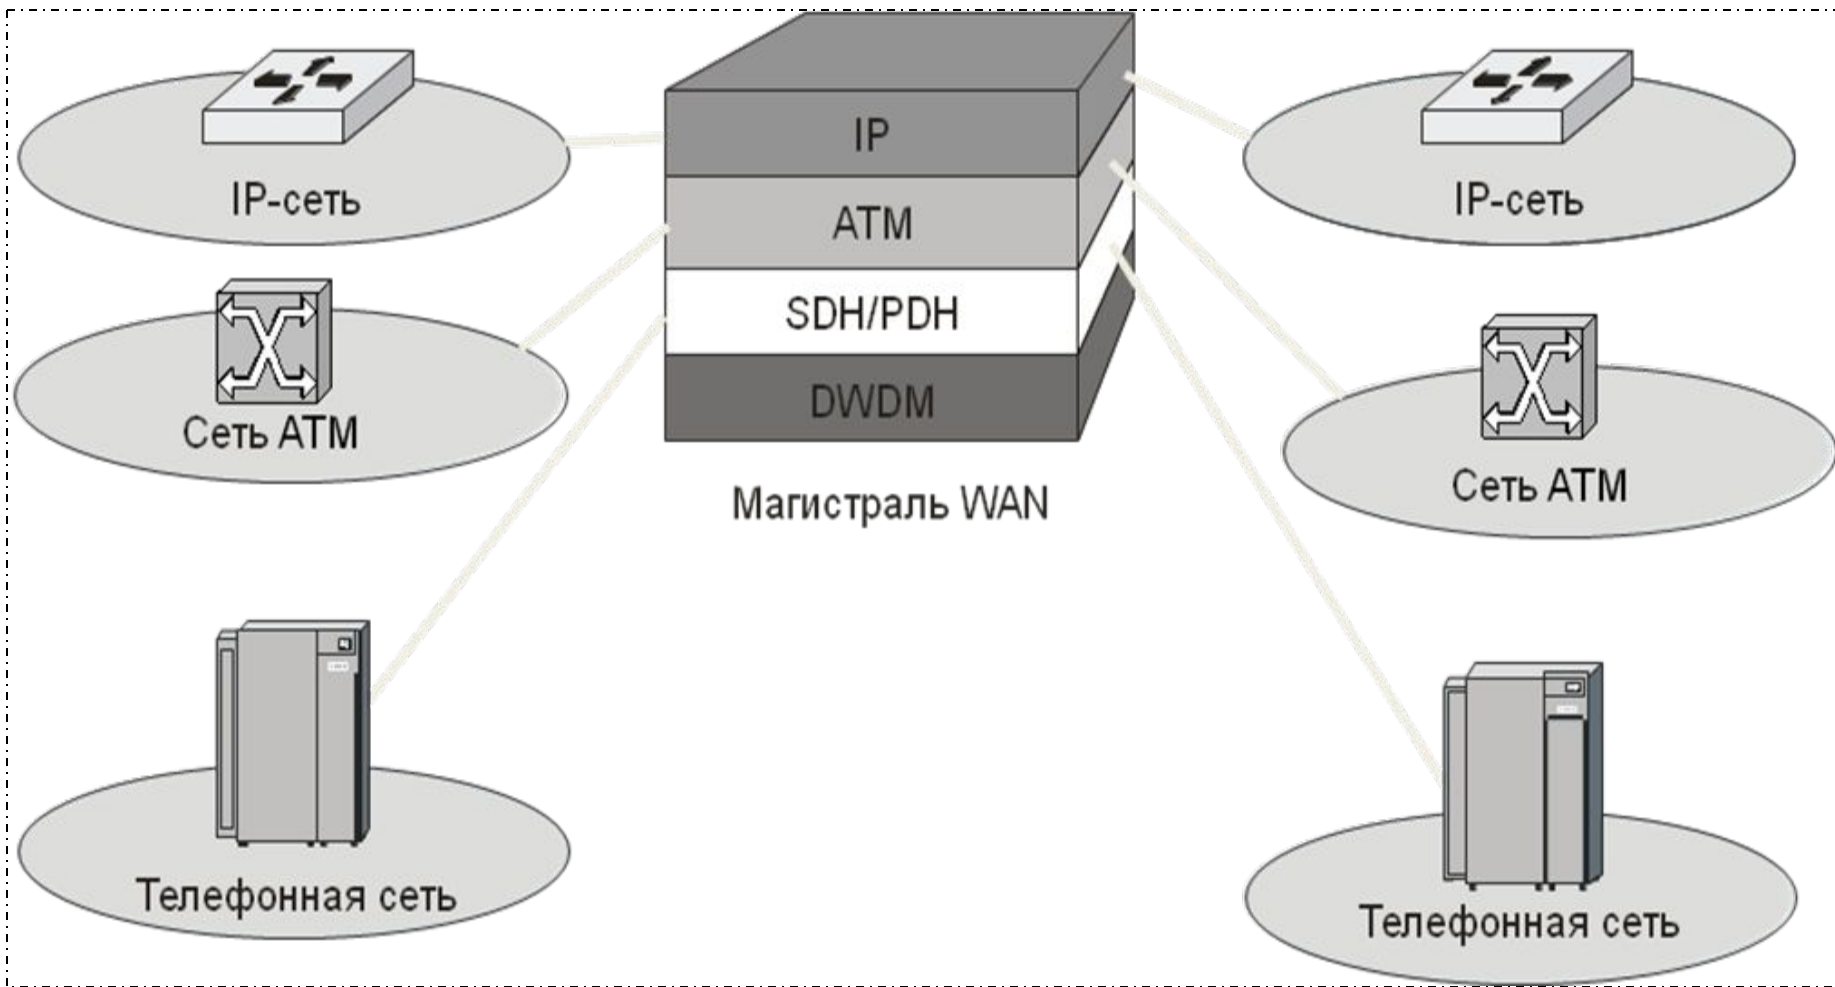 IP-сеть
IP
IP-сеть
ATM
SDH/PDH
DWDM
Сеть ATM
Сеть ATM
Магистраль WAN
Телефонная сеть
Телефонная сеть